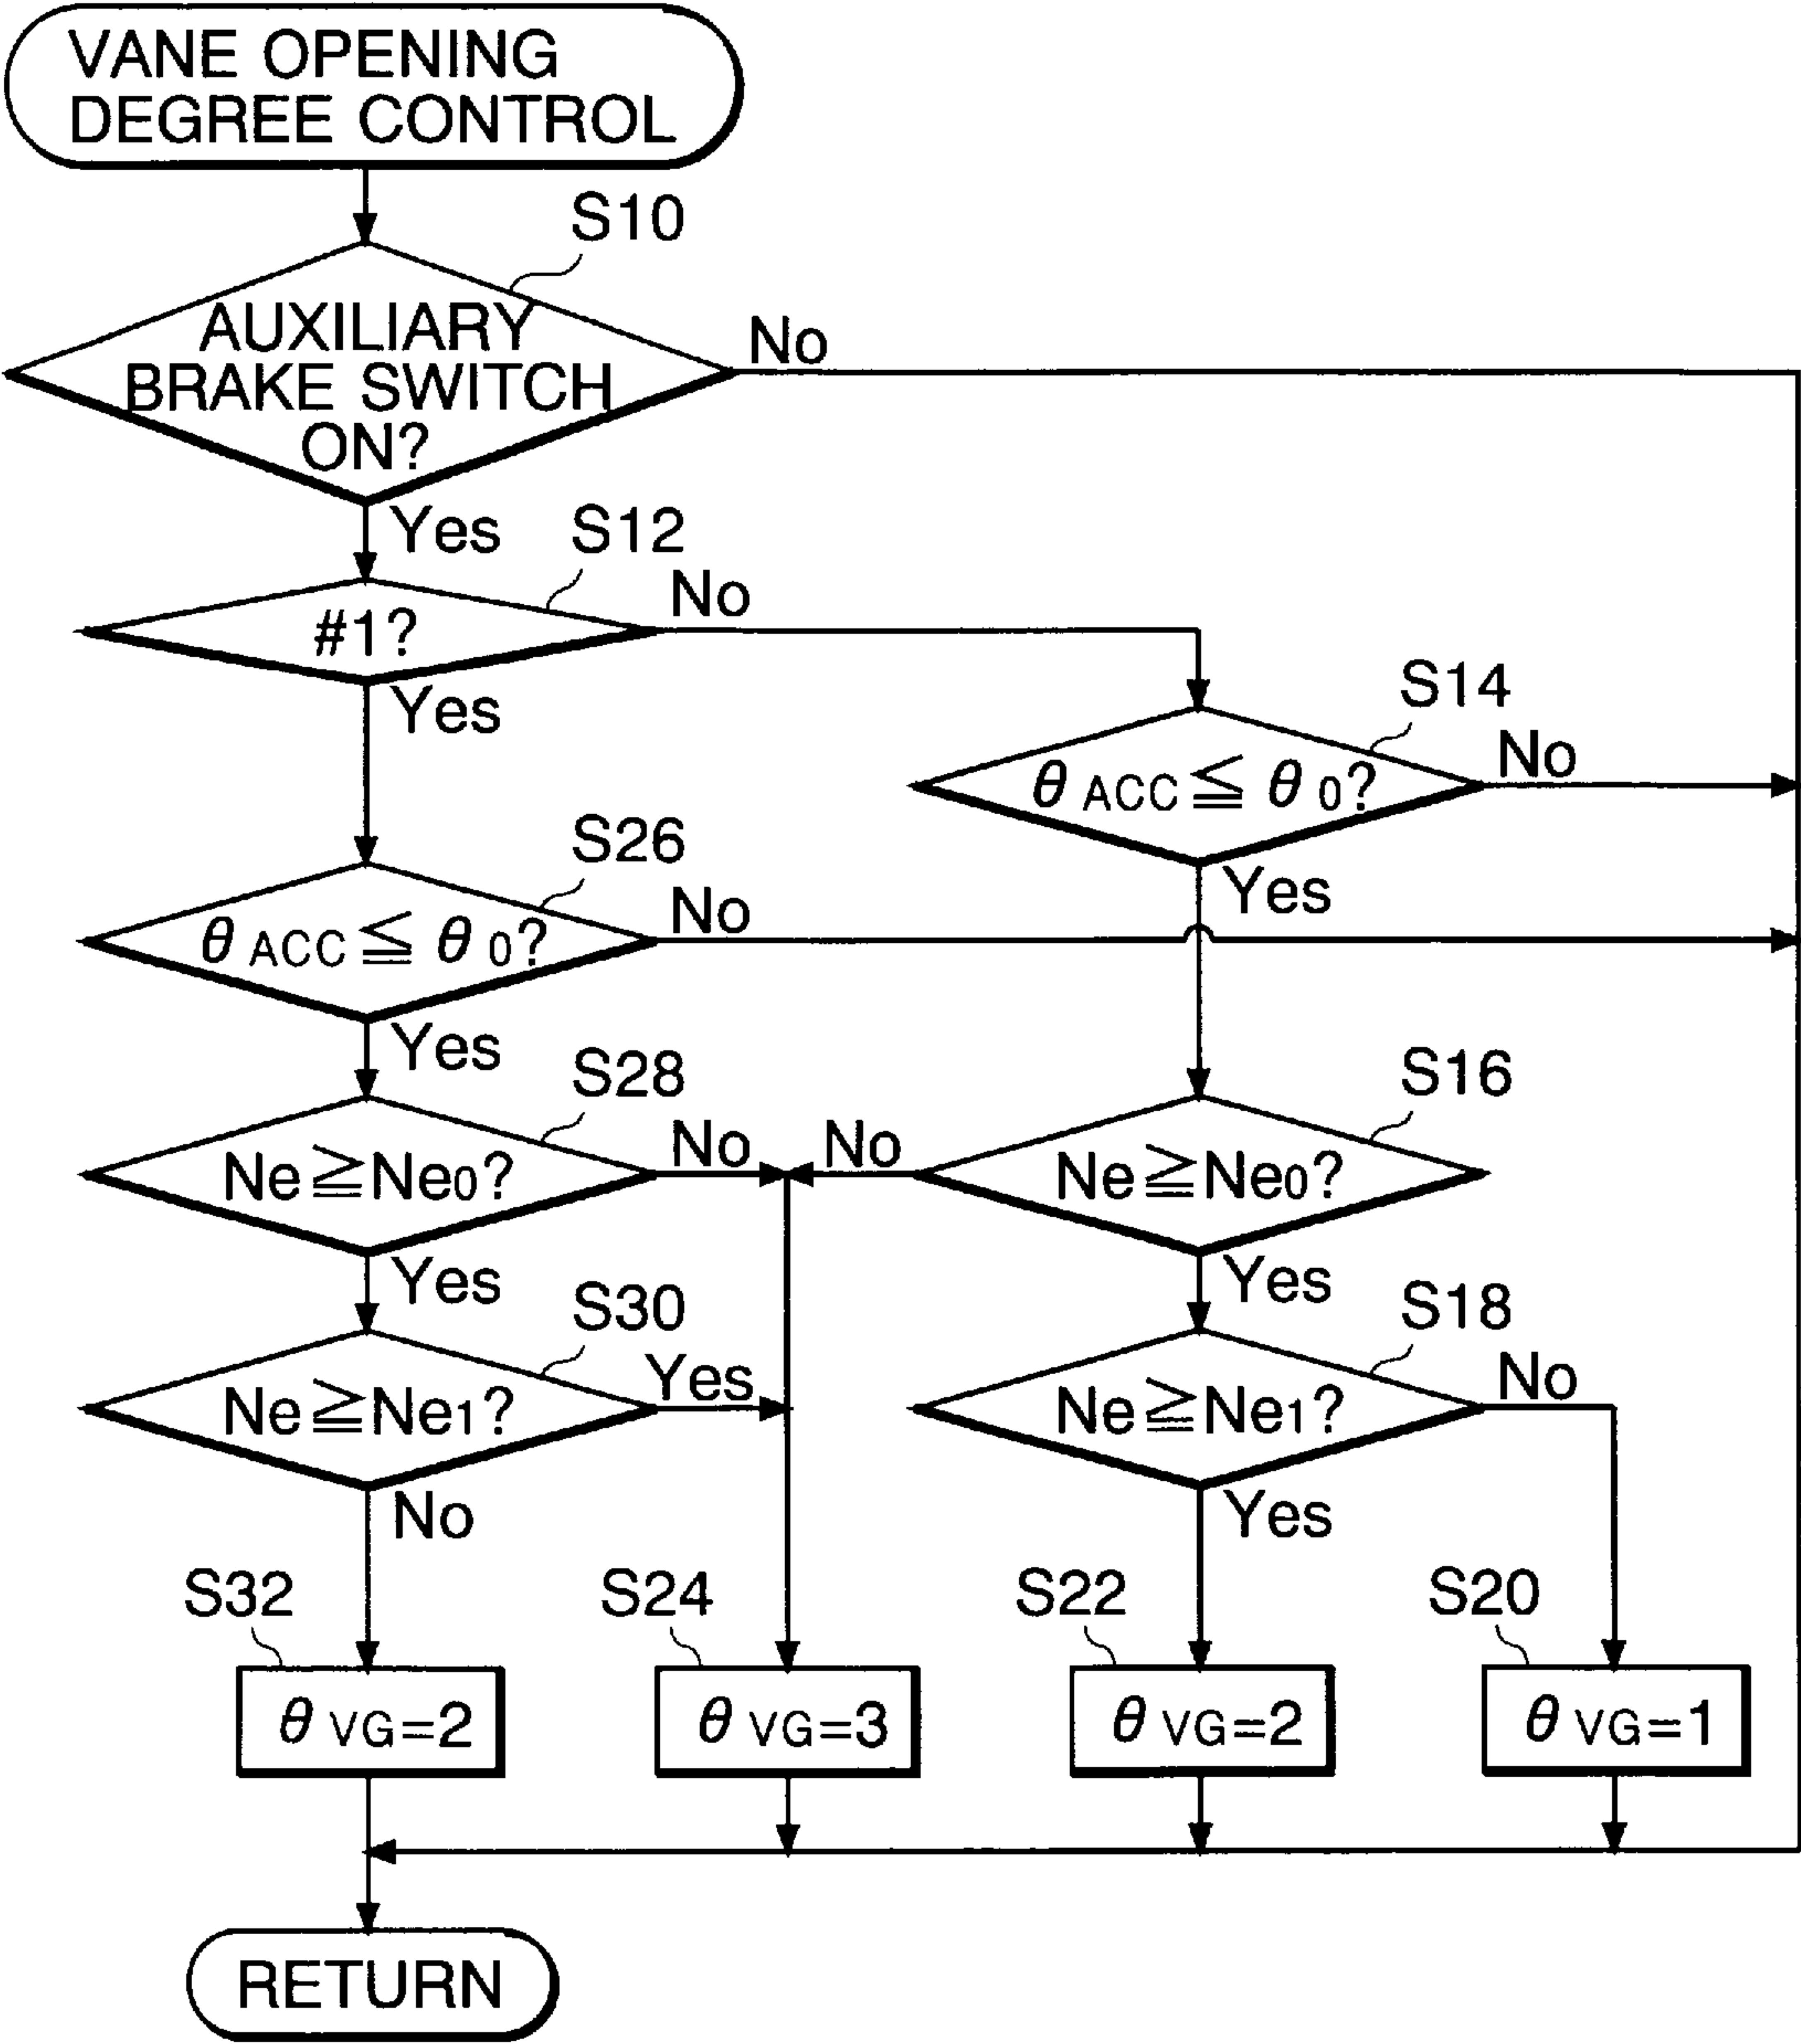 VANE OPENING
DEGREE CONTROL
S10
AUXILIARY
BRAKE SWITCH
ON?
No
Yes
S12
#1?
No
Yes
S14
θ ACC ≦ θ 0?
No
Yes
S26
θ ACC ≦ θ 0?
No
Yes
S28
Ne≧Ne0?
No
Yes
S16
Ne≧Ne0?
No
Yes
S30
Ne≧Ne1?
Yes
No
S18
Ne≧Ne1?
No
Yes
S32
θ VG=2
S24
θ VG=3
S22
θ VG=2
S20
θ VG=1
RETURN